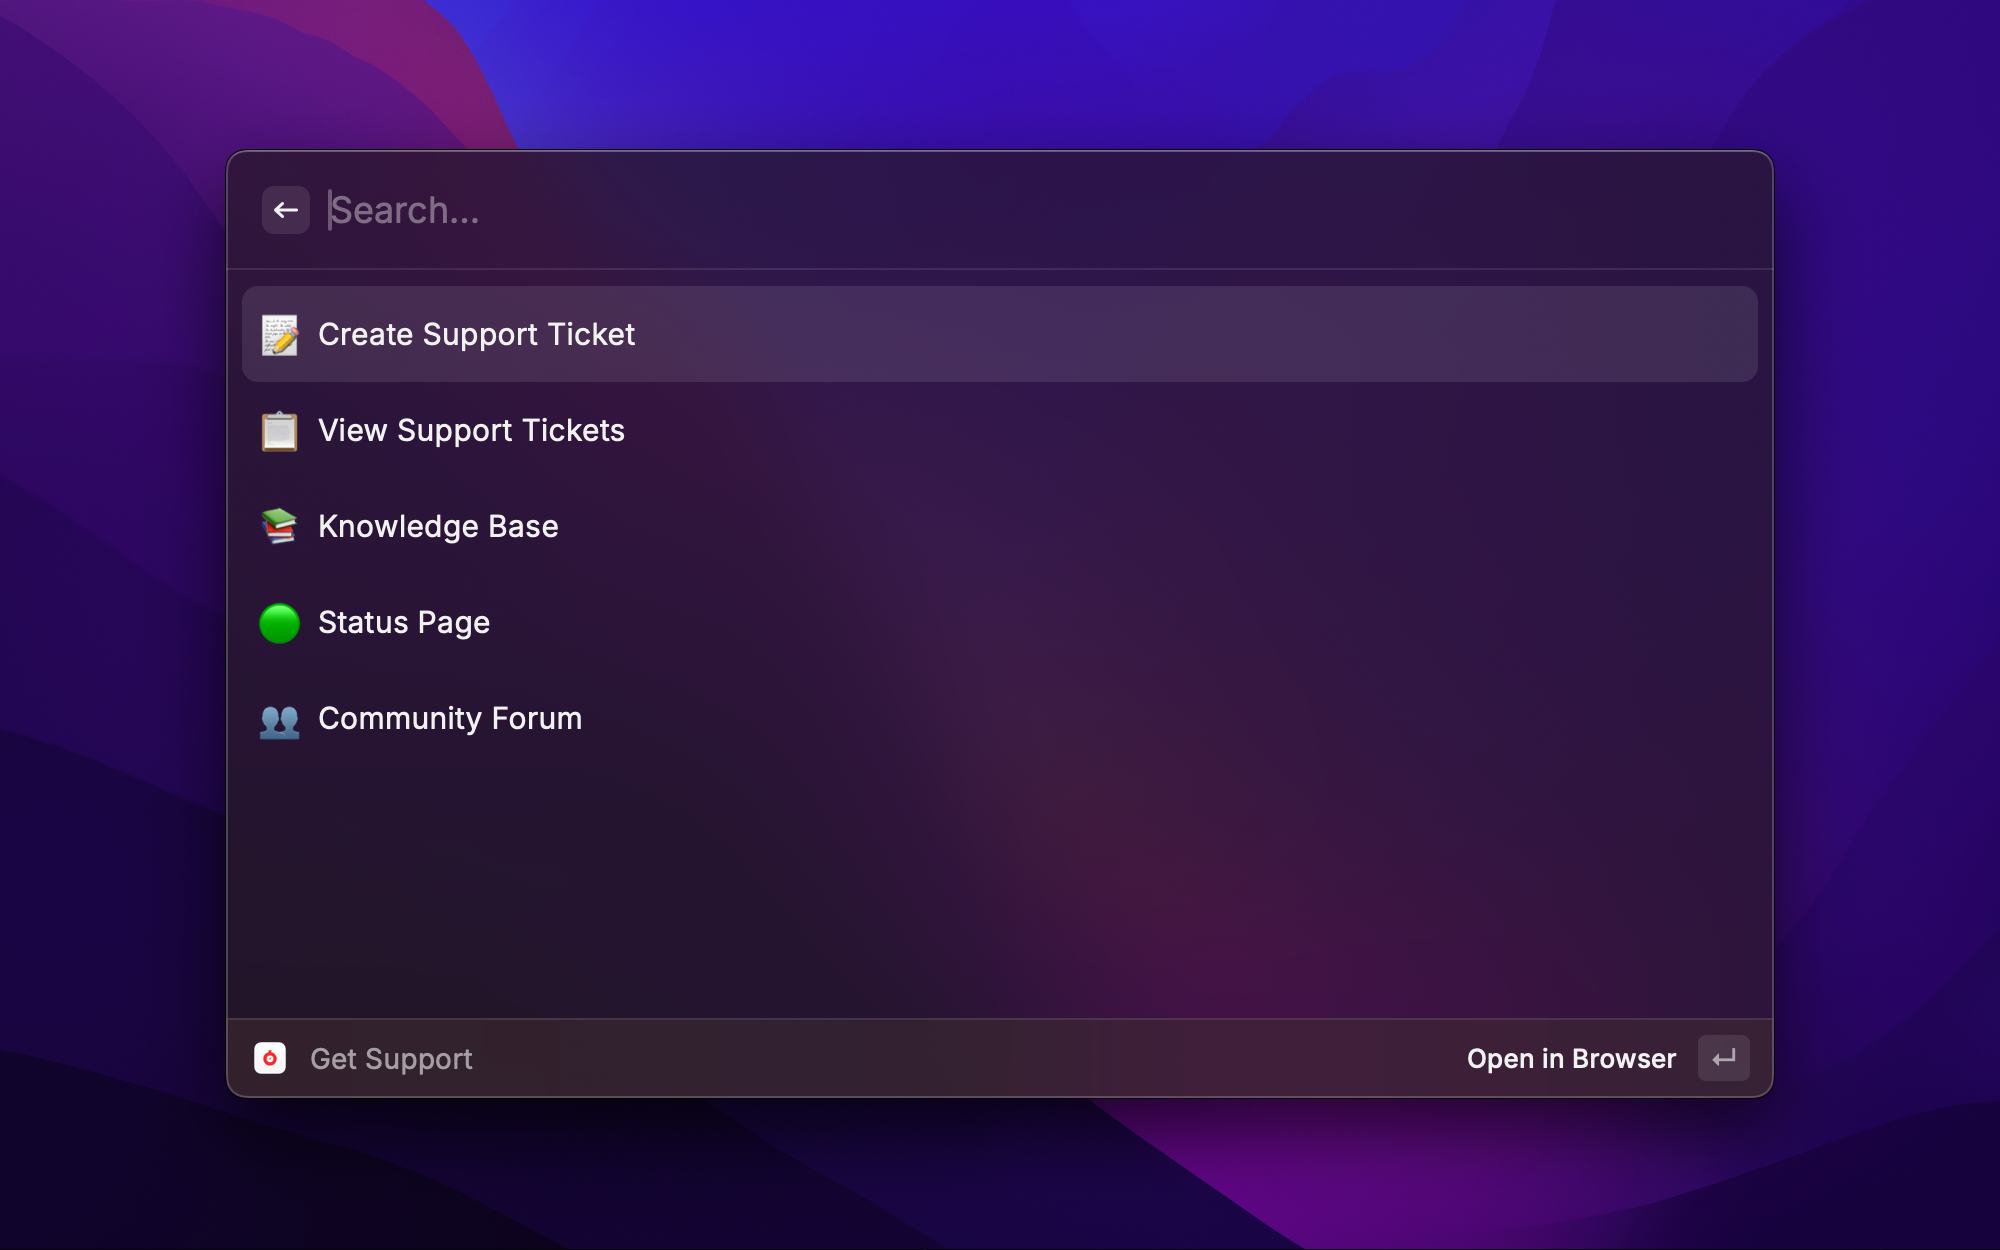 Search...
Create Support Ticket
View Support Tickets
Knowledge Base
Status Page
Community Forum
Get Support
Open in Browser